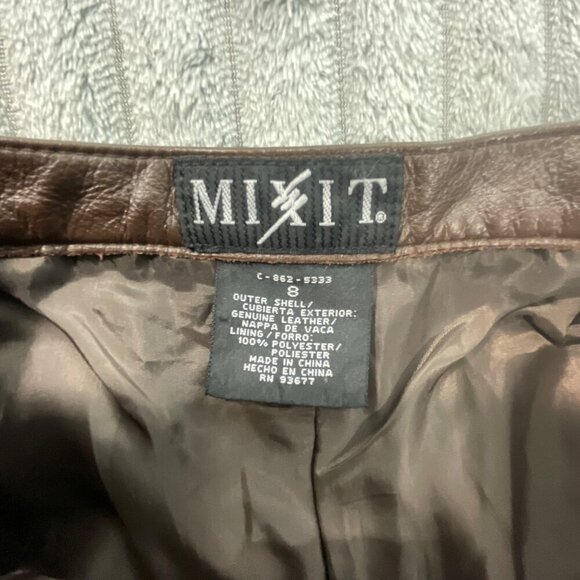 MIXIT®
C-862-5333
8
OUTER SHELL/
CUBIERTA EXTERIOR:
GENUINE LEATHER/
NAPPA DE VACA
LINING/FORRO:
100% POLYESTER/
POLIESTER
MADE IN CHINA
HECHO EN CHINA
RN 93677